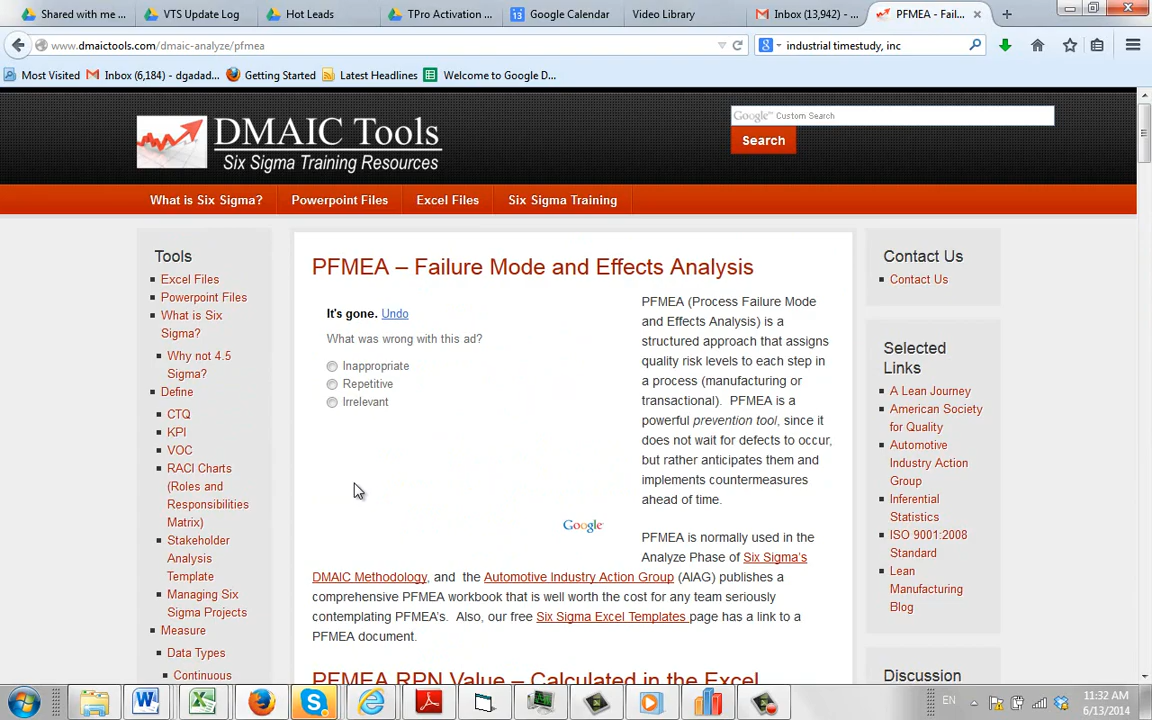 Shared with me ...
VTS Update Log
Hot Leads
TPro Activation ...
13
Google Calendar
Video Library
Inbox (13,942) - ...
PFMEA - Fail...
www.dmaictools.com/dmaic-analyze/pfmea
industrial timestudy, inc
Most Visited
Inbox (6,184) - dgadad...
Getting Started
Latest Headlines
Welcome to Google D...
DMAIC Tools
Six Sigma Training Resources
Google™ Custom Search
Search
What is Six Sigma?
Powerpoint Files
Excel Files
Six Sigma Training
Tools
Excel Files
Powerpoint Files
What is Six
Sigma?
Why not 4.5
Sigma?
Define
CTQ
KPI
VOC
RACI Charts
(Roles and
Responsibilities
Matrix)
Stakeholder
Analysis
Template
Managing Six
Sigma Projects
Measure
Data Types
Continuous
PFMEA – Failure Mode and Effects Analysis
It's gone. Undo
What was wrong with this ad?
Inappropriate
Repetitive
Irrelevant
Google
PFMEA (Process Failure Mode
and Effects Analysis) is a
structured approach that assigns
quality risk levels to each step in
a process (manufacturing or
transactional). PFMEA is a
powerful prevention tool, since it
does not wait for defects to occur,
but rather anticipates them and
implements countermeasures
ahead of time.
PFMEA is normally used in the
Analyze Phase of Six Sigma's
DMAIC Methodology, and the Automotive Industry Action Group (AIAG) publishes a
comprehensive PFMEA workbook that is well worth the cost for any team seriously
contemplating PFMEA's. Also, our free Six Sigma Excel Templates page has a link to a
PFMEA document.
PFMEA RPN Value – Calculated in the Excel
Contact Us
Contact Us
Selected
Links
A Lean Journey
American Society
for Quality
Automotive
Industry Action
Group
Inferential
Statistics
ISO 9001:2008
Standard
Lean
Manufacturing
Blog
Discussion
EN
11:32 AM
6/13/2014